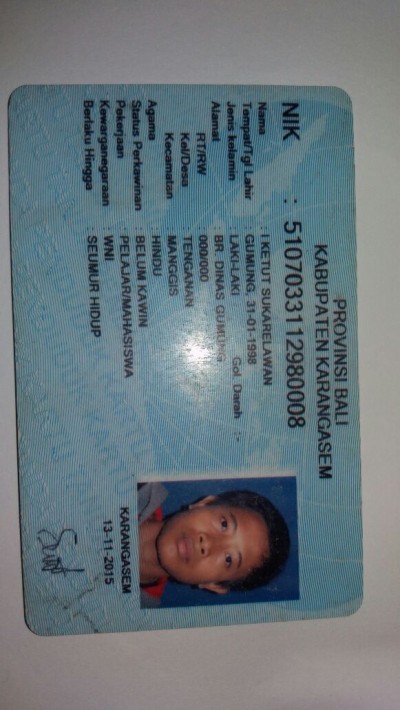 PROVINSI BALI
KABUPATEN KARANGASEM
NIK : 5107033112980008
Nama : I KETUT SUKARELAWAN
Tempat/Tgl Lahir : GUMUNG, 31-01-1998
Jenis kelamin : LAKI-LAKI Gol. Darah : -
Alamat : BR. DINAS GUMUNG
RT/RW : 000/000
Kel/Desa : TENGANAN
Kecamatan : MANGGIS
Agama : HINDU
Status Perkawinan : BELUM KAWIN
Pekerjaan : PELAJAR/MAHASISWA
Kewarganegaraan : WNI
Berlaku Hingga : SEUMUR HIDUP
KARANGASEM
13-11-2015